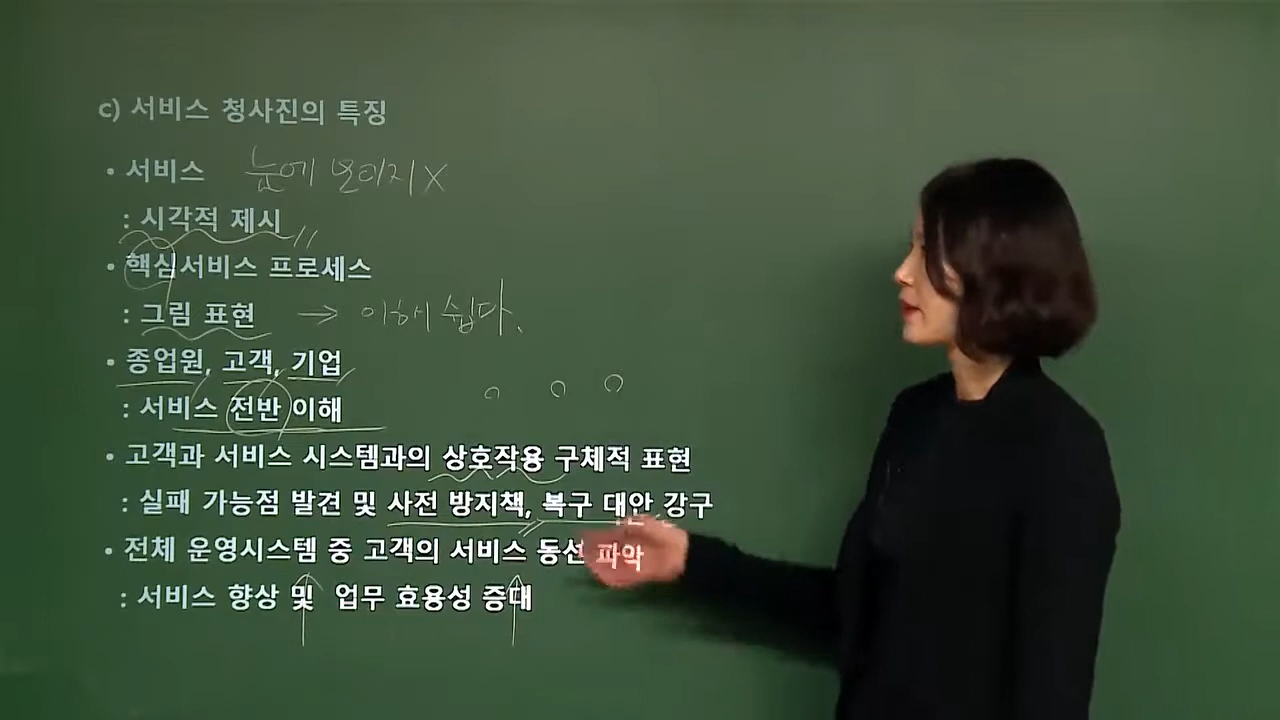 c) 서비스 청사진의 특징
• 서비스 눈에 보이지 X
: 시각적 제시
• 핵심서비스 프로세스
: 그림 표현 → 이해 쉽다.
• 종업원, 고객, 기업
: 서비스 전반 이해
• 고객과 서비스 시스템과의 상호작용 구체적 표현
: 실패 가능점 발견 및 사전 방지책, 복구 대안 강구
• 전체 운영시스템 중 고객의 서비스 동선 파악
: 서비스 향상 및 업무 효용성 증대